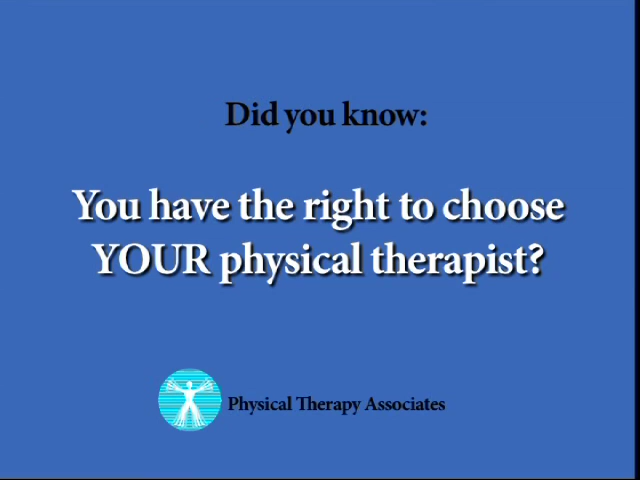 Did you know:
You have the right to choose
YOUR physical therapist?
Physical Therapy Associates